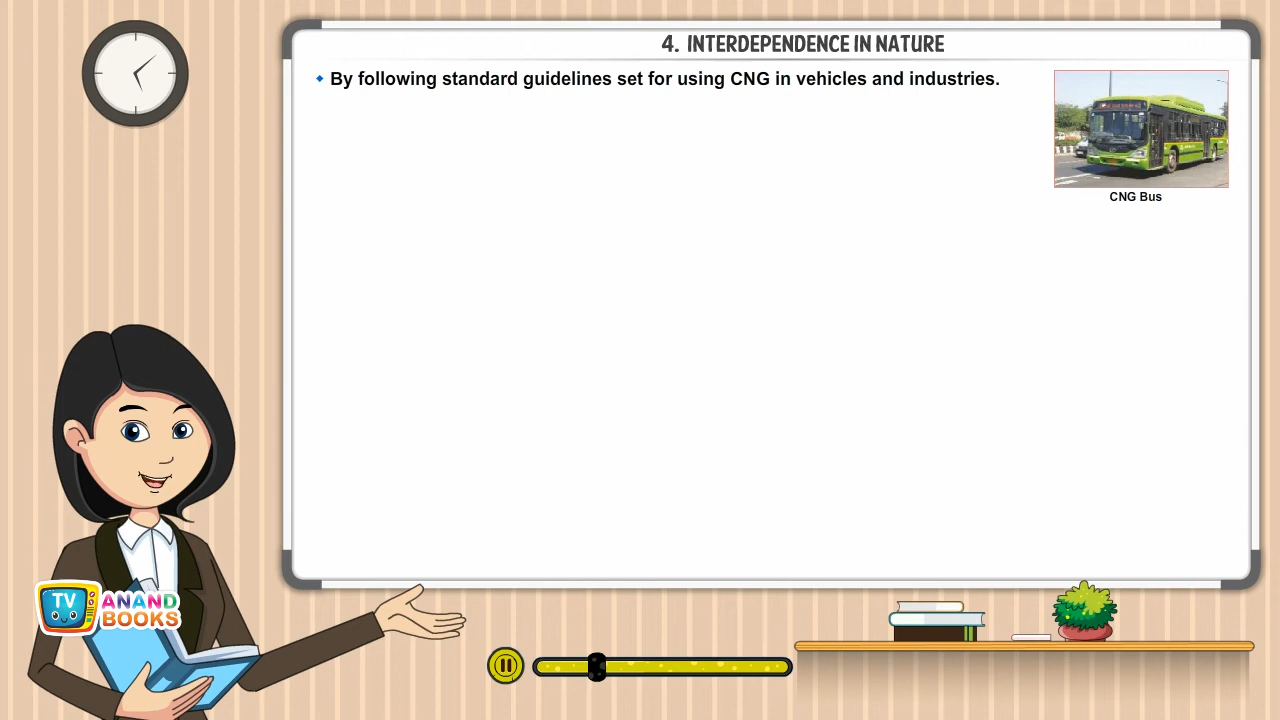 4. INTERDEPENDENCE IN NATURE
By following standard guidelines set for using CNG in vehicles and industries.
CNG Bus
TV
ANAND
BOOKS